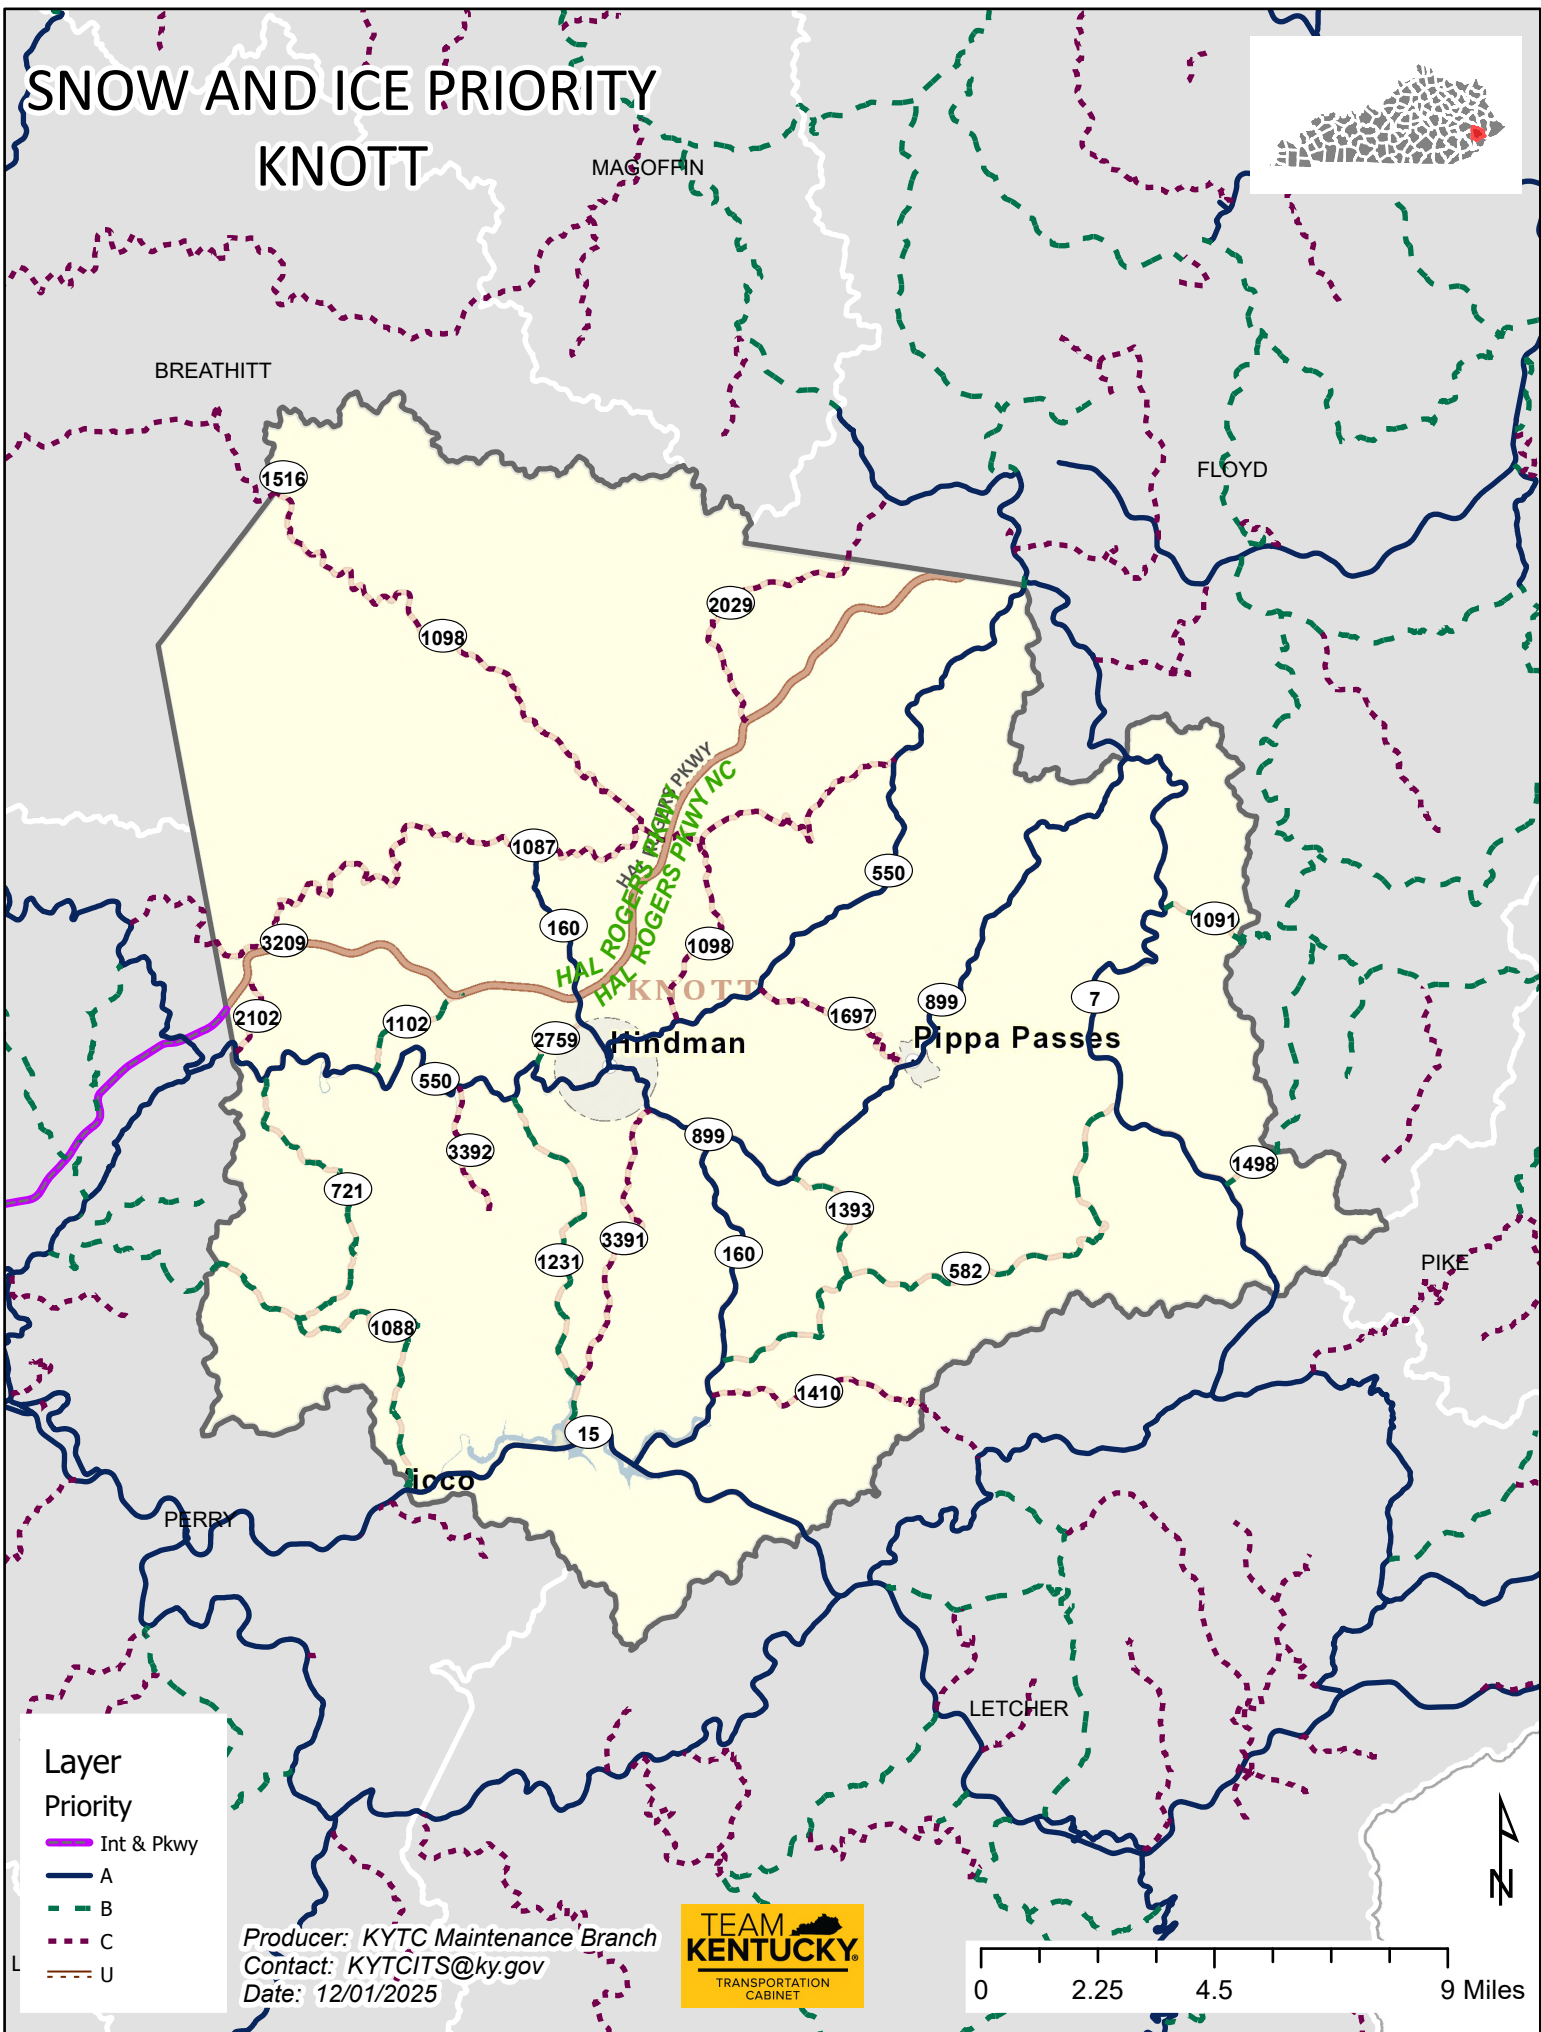 SNOW AND ICE PRIORITY
KNOTT
MAGOFFIN
BREATHITT
FLOYD
1516
2029
1098
HAL ROGERS PKWY
HAL ROGERS PKWY
HAL ROGERS PKWY NC
1087
550
160
1091
3209
1098
KNOTT
7
899
2102
1102
1697
2759
Hindman
Pippa Passes
550
899
3392
1498
721
1393
3391
160
1231
582
PIKE
1088
1410
15
icco
PERRY
LETCHER
Layer
Priority
Int & Pkwy
A
B
C
U
L
Producer: KYTC Maintenance Branch
Contact: KYTCITS@ky.gov
Date: 12/01/2025
TEAM
KENTUCKY®
TRANSPORTATION
CABINET
N
0 2.25 4.5 9 Miles